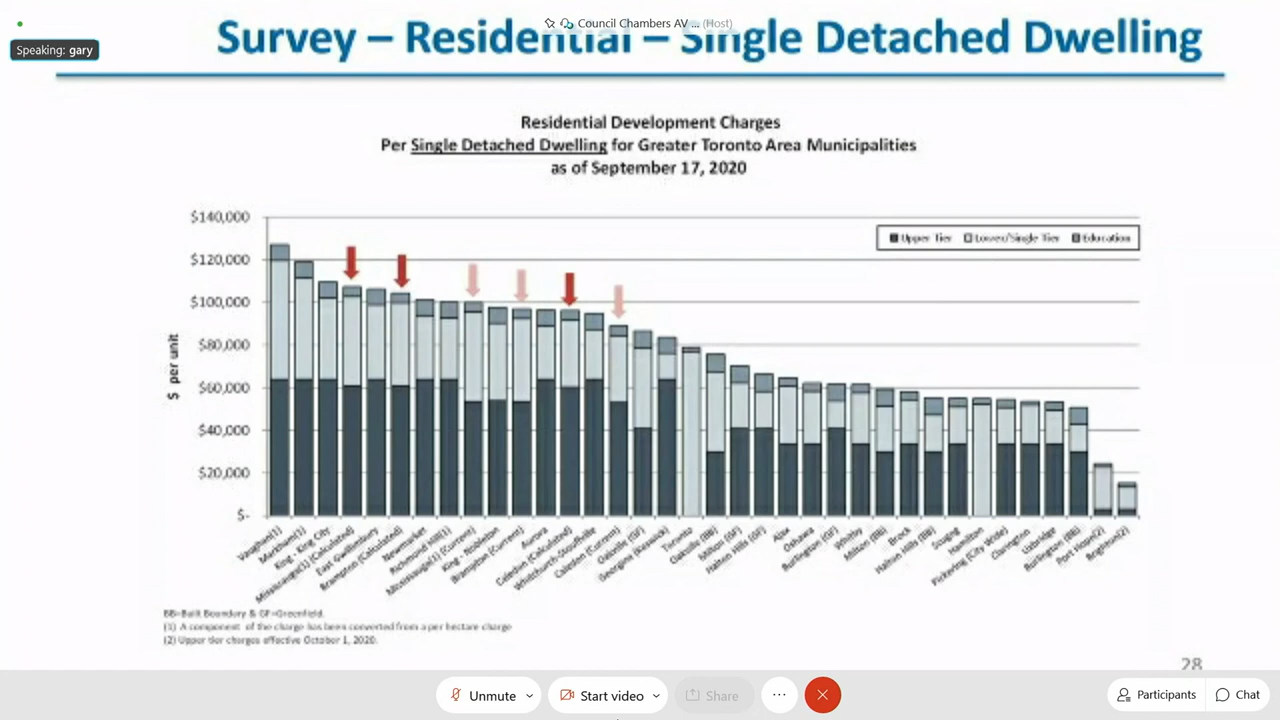 Council Chambers AV ... (Host)
Speaking: gary
Survey – Residential – Single Detached Dwelling
Residential Development Charges
Per Single Detached Dwelling for Greater Toronto Area Municipalities
as of September 17, 2020
$140,000
$120,000
$100,000
$80,000
$60,000
$40,000
$20,000
$-
$ per unit
Upper Tier
Lower/Single Tier
Education
Vaughan(1)
Markham(1)
King - King City
Mississauga(1) (Calculated)
East Gwillimbury
Brampton (Calculated)
Newmarket
Richmond Hill(1)
Mississauga(1) (Current)
King - Nobleton
Brampton (Current)
Aurora
Caledon (Calculated)
Whitchurch-Stouffville
Caledon (Current)
Oakville (GF)
Georgina (Keswick)
Toronto
Oakville (BB)
Milton (GF)
Halton Hills (GF)
Ajax
Oshawa
Burlington (GF)
Whitby
Milton (BB)
Brock
Halton Hills (BB)
Scugog
Hamilton
Pickering (City Wide)
Clarington
Uxbridge
Burlington (BB)
Port Hope(2)
Brighton(2)
BB=Built Boundary & GF=Greenfield.
(1) A component of the charge has been converted from a per hectare charge
(2) Upper tier charges effective October 1, 2020.
28
Unmute
Start video
Share
...
Participants
Chat